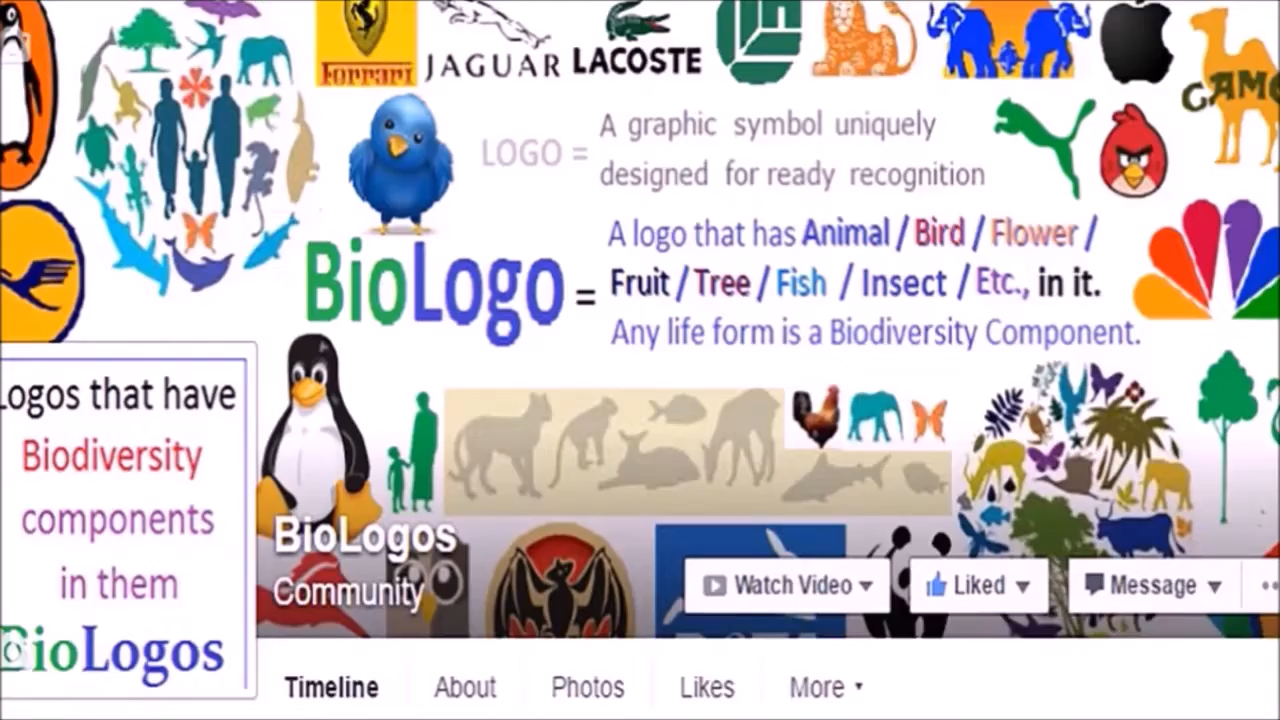 Ferrari
JAGUAR
LACOSTE
LOGO =
A graphic symbol uniquely
designed for ready recognition
BioLogo =
A logo that has Animal / Bird / Flower /
Fruit / Tree / Fish / Insect / Etc., in it.
Any life form is a Biodiversity Component.
Logos that have
Biodiversity
components
in them
BioLogos
BioLogos
Community
Watch Video
Liked
Message
Timeline
About
Photos
Likes
More